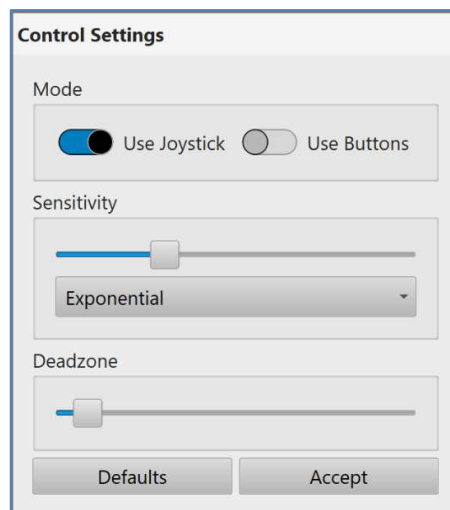 Control Settings
Mode
Use Joystick Use Buttons
Sensitivity
Exponential
Deadzone
Defaults Accept